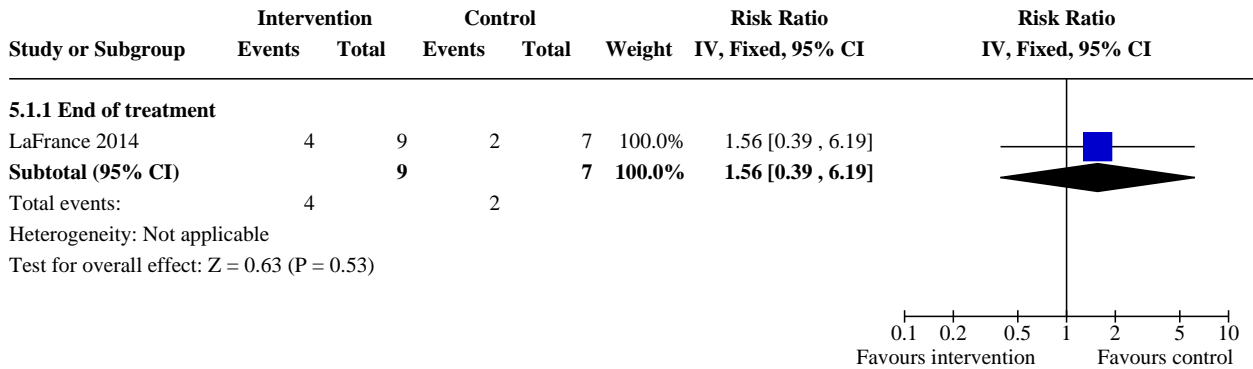 Intervention Control Risk Ratio Risk Ratio
Study or Subgroup Events Total Events Total Weight IV, Fixed, 95% CI IV, Fixed, 95% CI
5.1.1 End of treatment
LaFrance 2014 4 9 2 7 100.0% 1.56 [0.39 , 6.19]
Subtotal (95% CI) 9 7 100.0% 1.56 [0.39 , 6.19]
Total events: 4 2
Heterogeneity: Not applicable
Test for overall effect: Z = 0.63 (P = 0.53)
0.1 0.2 0.5 1 2 5 10
Favours intervention Favours control